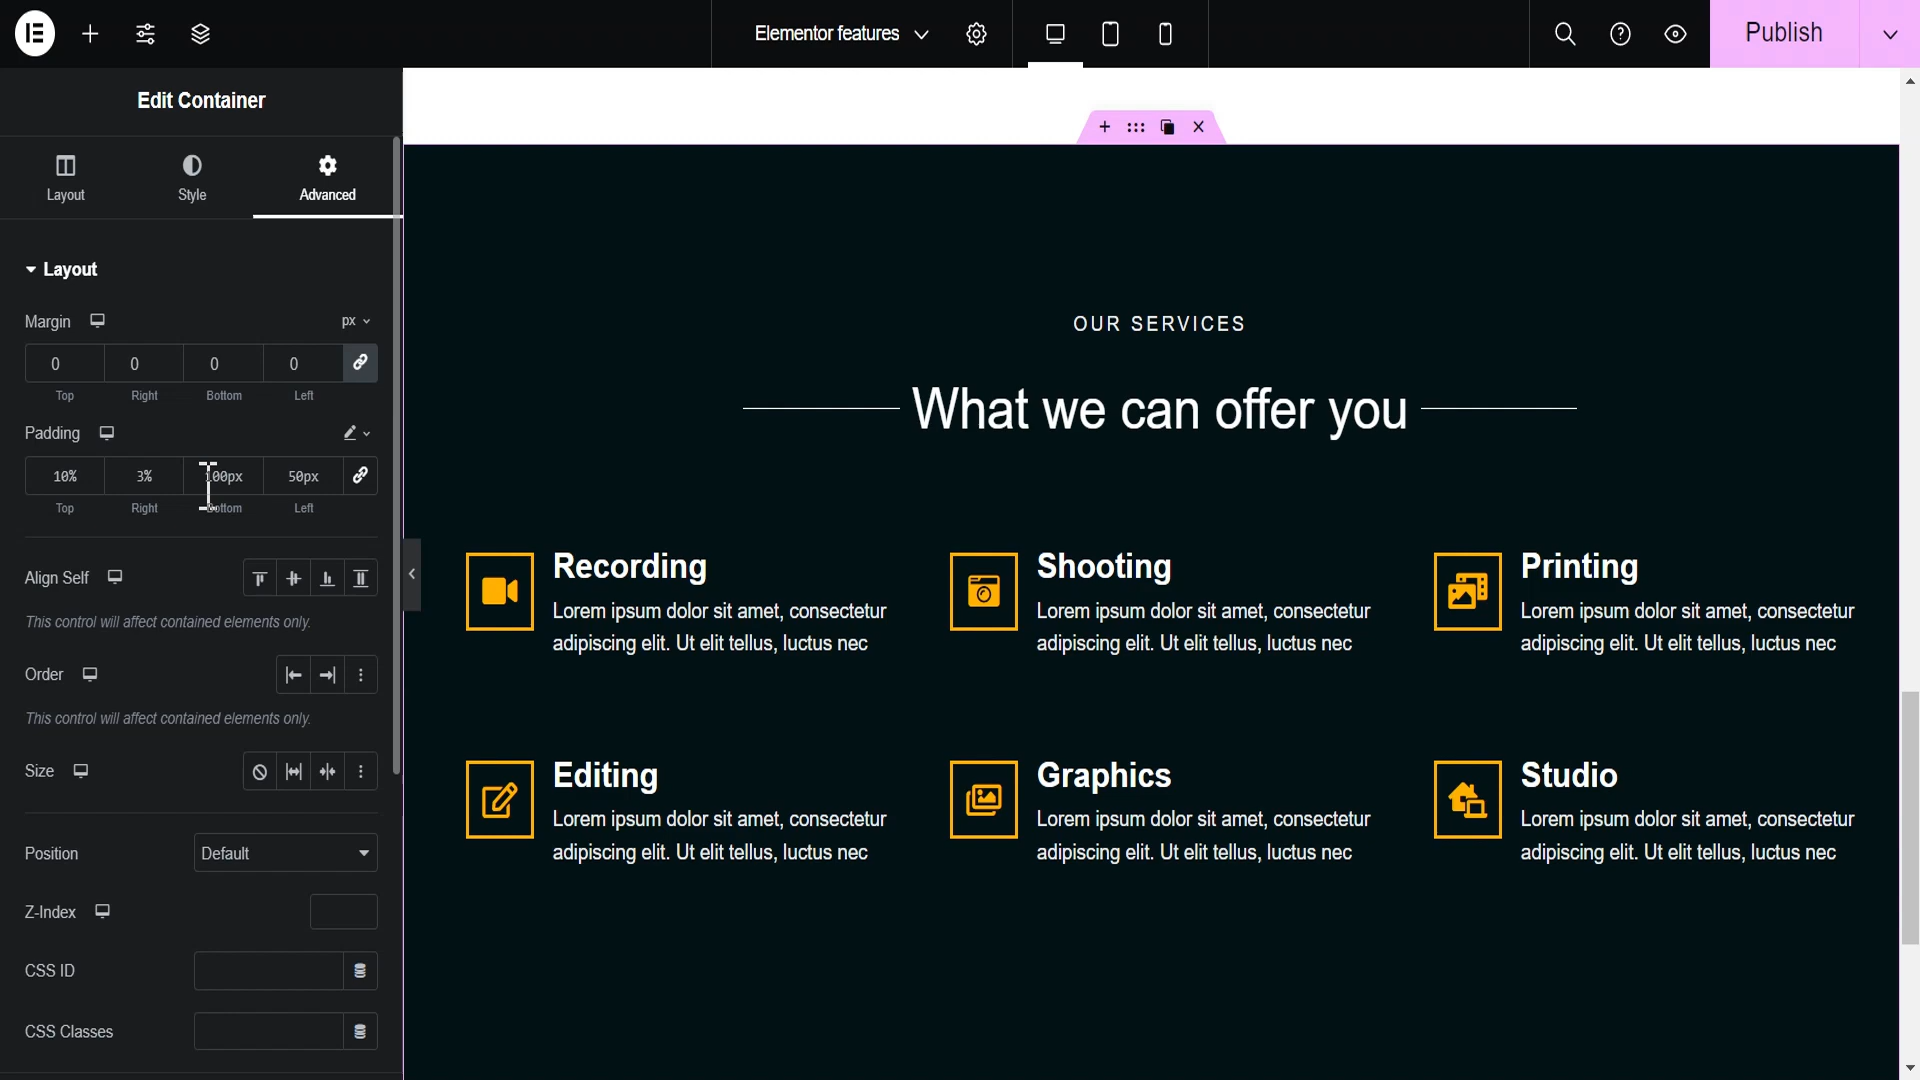 Elementor features
Publish
Edit Container
Layout
Style
Advanced
Layout
Margin
px
0
0
0
0
Top
Right
Bottom
Left
Padding
10%
3%
100px
50px
Top
Right
Bottom
Left
Align Self
This control will affect contained elements only.
Order
This control will affect contained elements only.
Size
Position
Default
Z-Index
CSS ID
CSS Classes
OUR SERVICES
What we can offer you
Recording
Lorem ipsum dolor sit amet, consectetur
adipiscing elit. Ut elit tellus, luctus nec
Shooting
Lorem ipsum dolor sit amet, consectetur
adipiscing elit. Ut elit tellus, luctus nec
Printing
Lorem ipsum dolor sit amet, consectetur
adipiscing elit. Ut elit tellus, luctus nec
Editing
Lorem ipsum dolor sit amet, consectetur
adipiscing elit. Ut elit tellus, luctus nec
Graphics
Lorem ipsum dolor sit amet, consectetur
adipiscing elit. Ut elit tellus, luctus nec
Studio
Lorem ipsum dolor sit amet, consectetur
adipiscing elit. Ut elit tellus, luctus nec